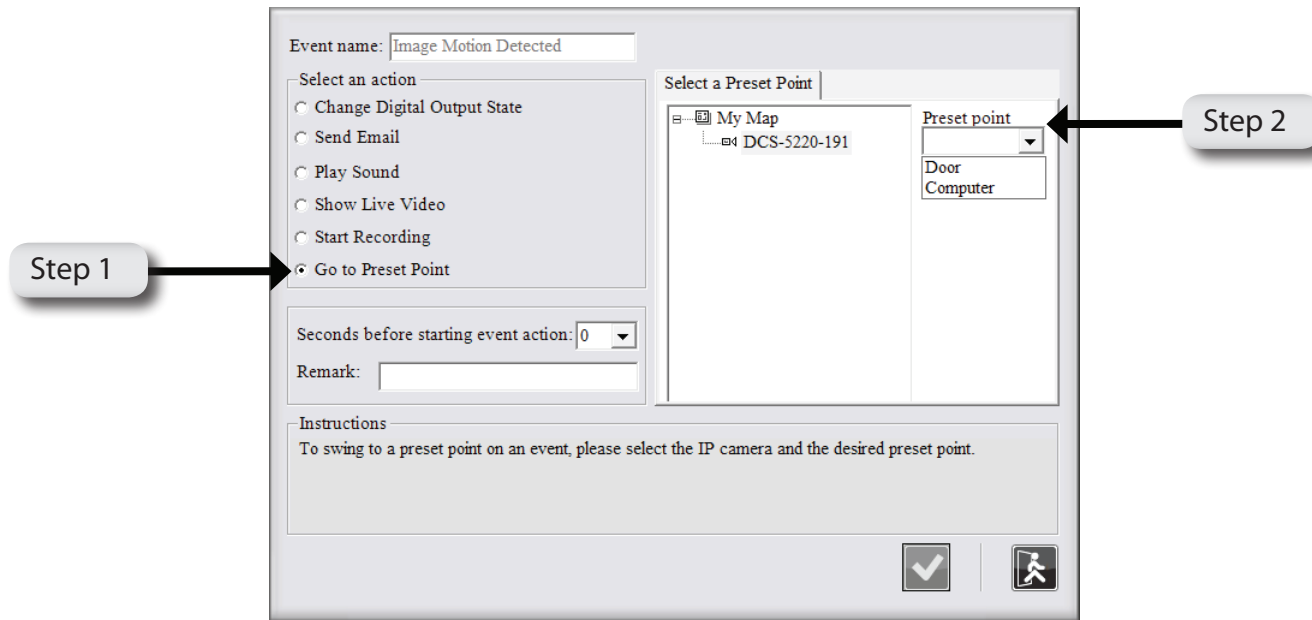 Event name: Image Motion Detected
Select an action
Change Digital Output State
Send Email
Play Sound
Show Live Video
Start Recording
Go to Preset Point
Step 1
Seconds before starting event action: 0
Remark:
Select a Preset Point
My Map
DCS-5220-191
Preset point
Door
Computer
Step 2
Instructions
To swing to a preset point on an event, please select the IP camera and the desired preset point.